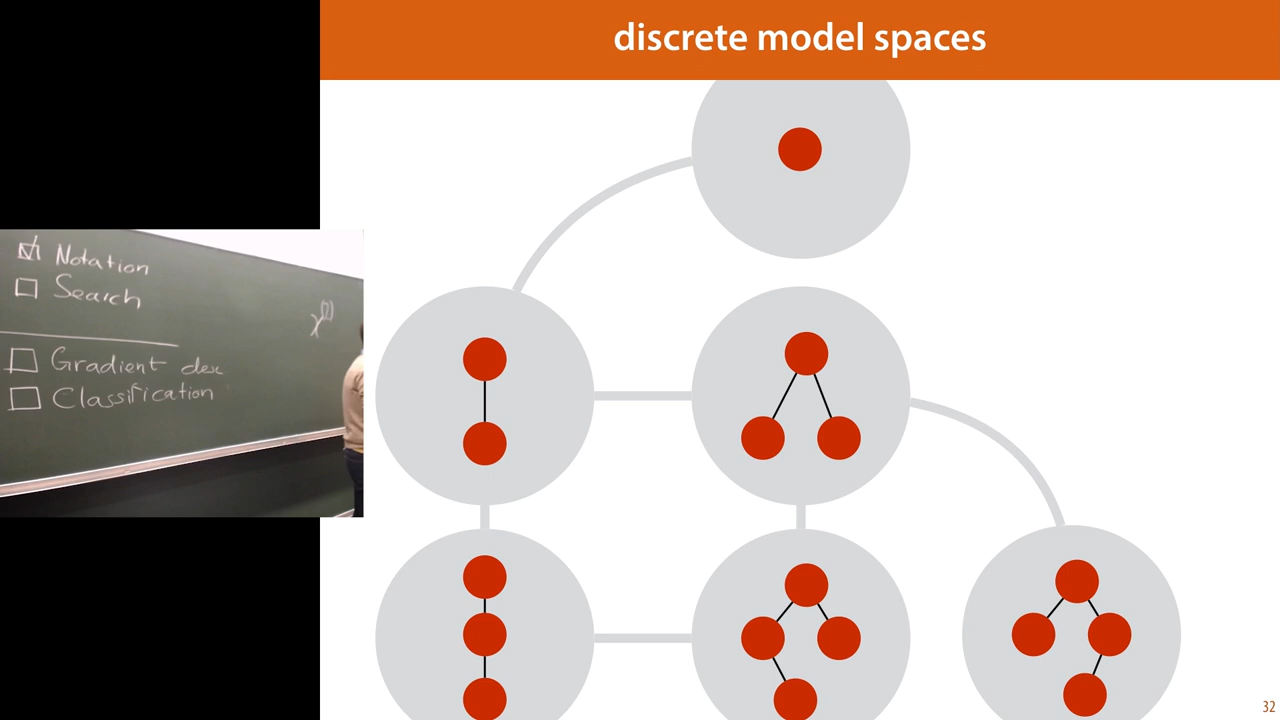 discrete model spaces
Notation
Search
Gradient
Classification
32